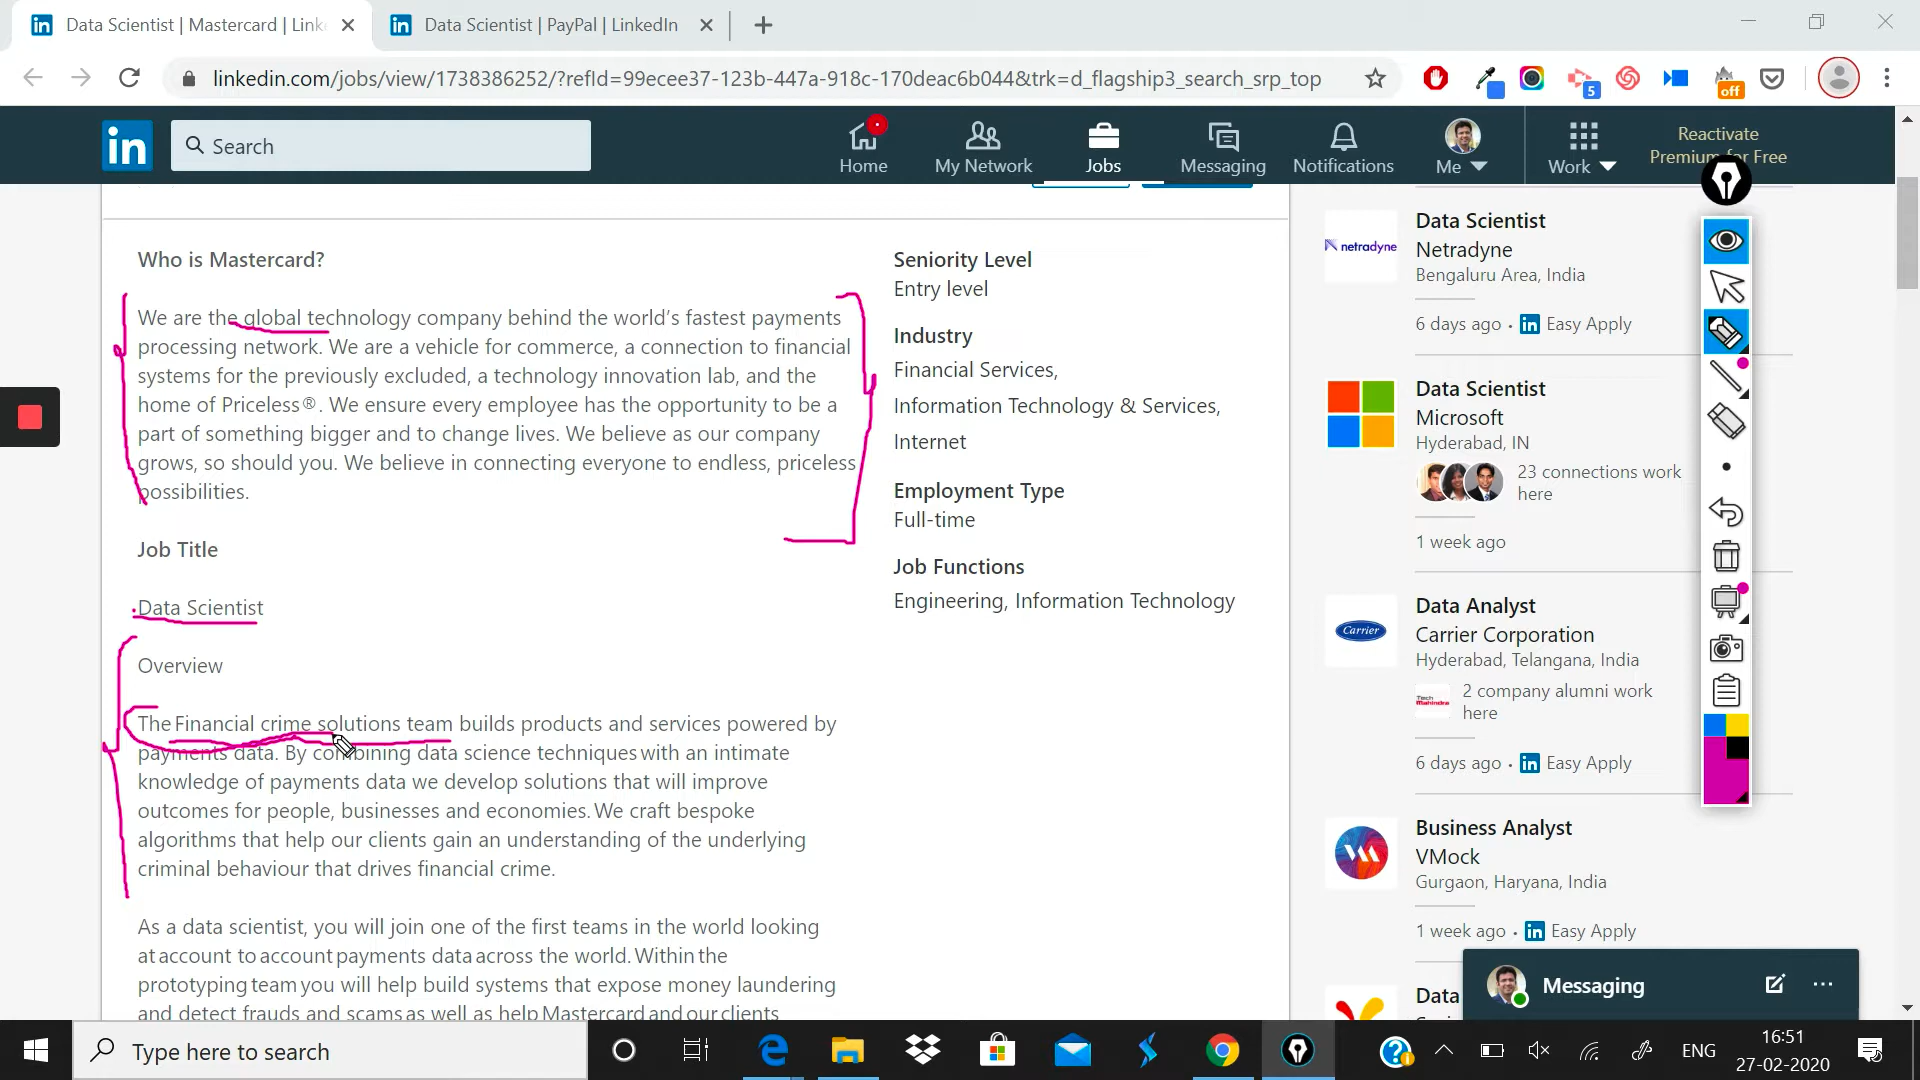 Data Scientist | Mastercard | Link
Data Scientist | PayPal | LinkedIn
linkedin.com/jobs/view/1738386252/?refId=99ecee37-123b-447a-918c-170deac6b044&trk=d_flagship3_search_srp_top
5
off
in
Search
Home
My Network
Jobs
Messaging
Notifications
Me
Work
Reactivate
Premium for Free
Who is Mastercard?
We are the global technology company behind the world's fastest payments
processing network. We are a vehicle for commerce, a connection to financial
systems for the previously excluded, a technology innovation lab, and the
home of Priceless®. We ensure every employee has the opportunity to be a
part of something bigger and to change lives. We believe as our company
grows, so should you. We believe in connecting everyone to endless, priceless
possibilities.
Job Title
Data Scientist
Overview
The Financial crime solutions team builds products and services powered by
payments data. By combining data science techniques with an intimate
knowledge of payments data we develop solutions that will improve
outcomes for people, businesses and economies. We craft bespoke
algorithms that help our clients gain an understanding of the underlying
criminal behaviour that drives financial crime.
As a data scientist, you will join one of the first teams in the world looking
at account to account payments data across the world. Within the
prototyping team you will help build systems that expose money laundering
and detect frauds and scams as well as help Mastercard and our clients
Seniority Level
Entry level
Industry
Financial Services,
Information Technology & Services,
Internet
Employment Type
Full-time
Job Functions
Engineering, Information Technology
netradyne
Data Scientist
Netradyne
Bengaluru Area, India
6 days ago · in Easy Apply
Data Scientist
Microsoft
Hyderabad, IN
23 connections work
here
1 week ago
Carrier
Data Analyst
Carrier Corporation
Hyderabad, Telangana, India
Tech
Mahindra
2 company alumni work
here
6 days ago · in Easy Apply
Business Analyst
VMock
Gurgaon, Haryana, India
1 week ago · in Easy Apply
Data
Messaging
Type here to search
ENG
16:51
27-02-2020